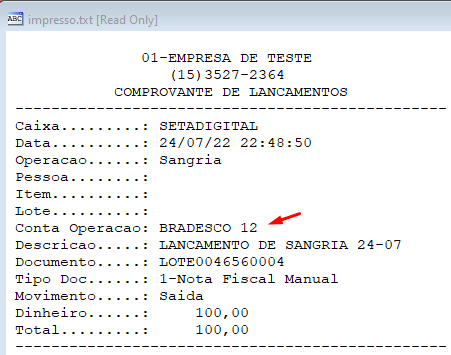 ABC impresso.txt [Read Only]
01-EMPRESA DE TESTE
(15)3527-2364
COMPROVANTE DE LANCAMENTOS
------------------------------------------------
Caixa.........: SETADIGITAL
Data..........: 24/07/22 22:48:50
Operacao......: Sangria
Pessoa........:
Item..........:
Lote..........:
Conta Operacao: BRADESCO 12
Descricao.....: LANCAMENTO DE SANGRIA 24-07
Documento.....: LOTE0046560004
Tipo Doc......: 1-Nota Fiscal Manual
Movimento.....: Saida
Dinheiro......:     100,00
Total.........:     100,00
------------------------------------------------